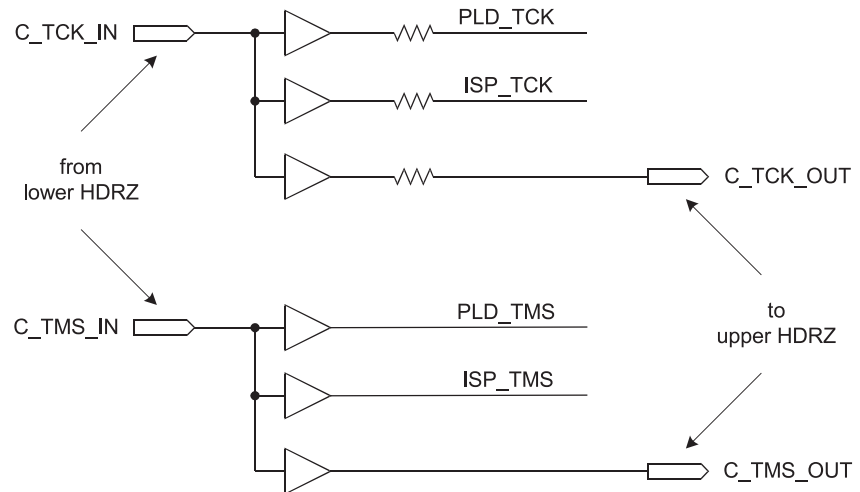 C_TCK_IN
PLD_TCK
ISP_TCK
C_TCK_OUT
from
lower HDRZ
C_TMS_IN
PLD_TMS
ISP_TMS
C_TMS_OUT
to
upper HDRZ